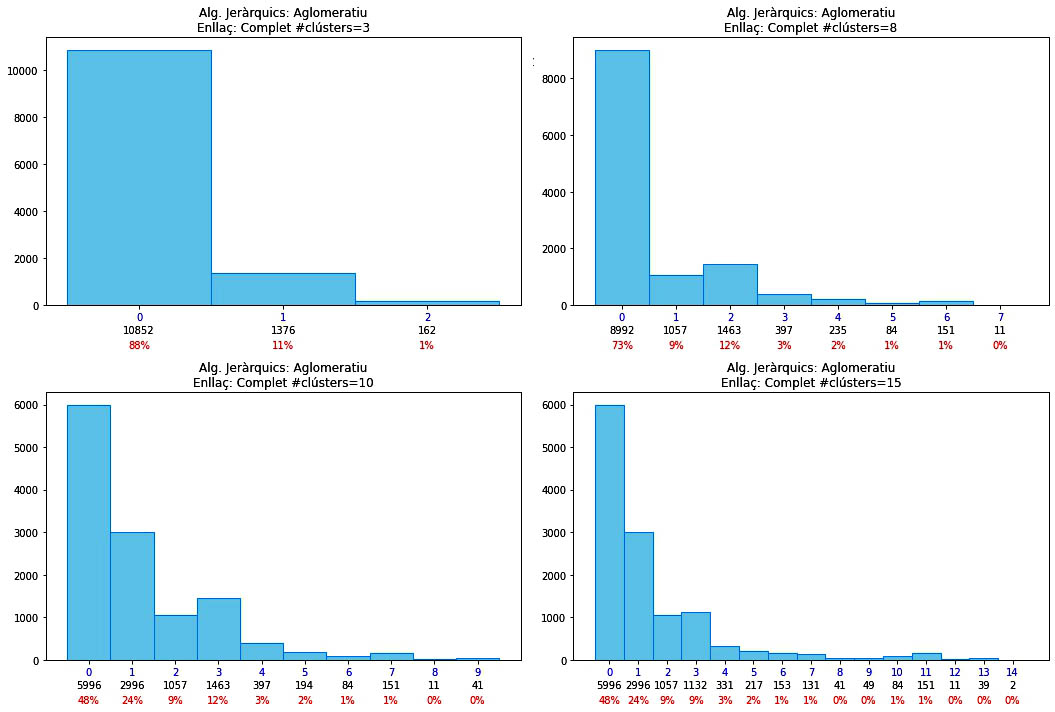 Alg. Jeràrquics: Aglomeratiu
Enllaç: Complet #clústers=3
10000
8000
6000
4000
2000
0
0 1 2
10852 1376 162
88% 11% 1%
Alg. Jeràrquics: Aglomeratiu
Enllaç: Complet #clústers=8
8000
6000
4000
2000
0
0 1 2 3 4 5 6 7
8992 1057 1463 397 235 84 151 11
73% 9% 12% 3% 2% 1% 1% 0%
Alg. Jeràrquics: Aglomeratiu
Enllaç: Complet #clústers=10
6000
5000
4000
3000
2000
1000
0
0 1 2 3 4 5 6 7 8 9
5996 2996 1057 1463 397 194 84 151 11 41
48% 24% 9% 12% 3% 2% 1% 1% 0% 0%
Alg. Jeràrquics: Aglomeratiu
Enllaç: Complet #clústers=15
6000
5000
4000
3000
2000
1000
0
0 1 2 3 4 5 6 7 8 9 10 11 12 13 14
5996 2996 1057 1132 331 217 153 131 41 49 84 151 11 39 2
48% 24% 9% 9% 3% 2% 1% 1% 0% 0% 1% 1% 0% 0% 0%